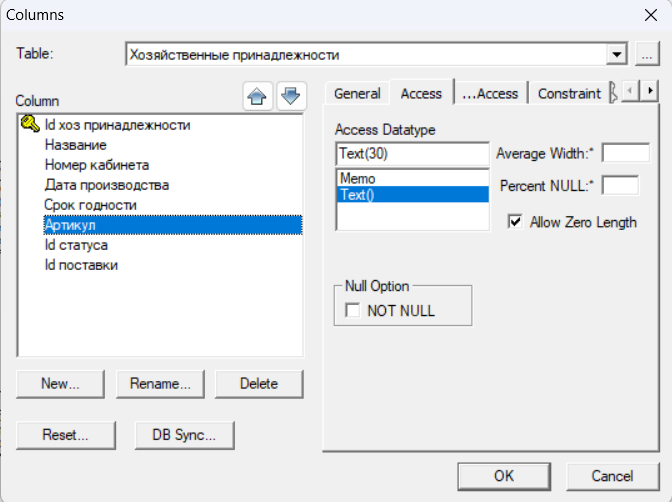 Columns
Table:
Хозяйственные принадлежности
...
Column
Id хоз принадлежности
Название
Номер кабинета
Дата производства
Срок годности
Артикул
Id статуса
Id поставки
New...
Rename...
Delete
Reset...
DB Sync...
General
Access
...Access
Constraint
Access Datatype
Text(30)
Memo
Text()
Average Width:*
Percent NULL:*
Allow Zero Length
Null Option
NOT NULL
OK
Cancel